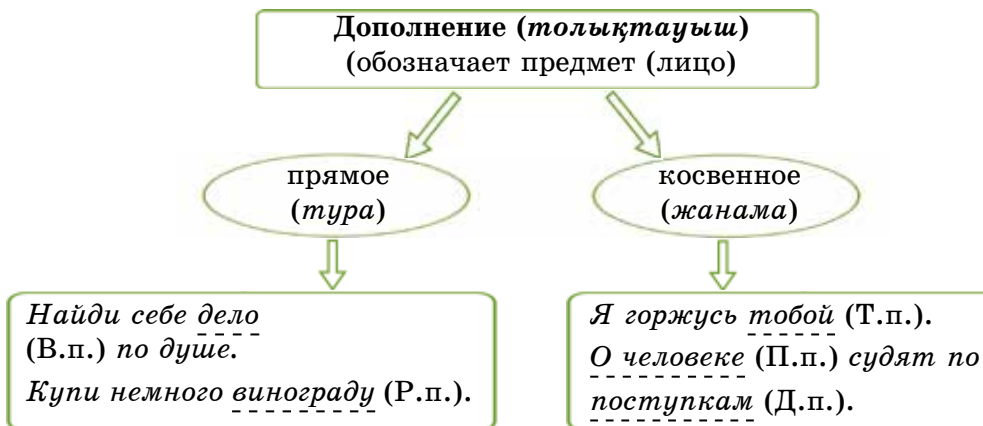 Дополнение (толықтауыш)
(обозначает предмет (лицо)
прямое
(тура)
косвенное
(жанама)
Найди себе дело
(В.п.) по душе.
Купи немного винограду (Р.п.).
Я горжусь тобой (Т.п.).
О человеке (П.п.) судят по
поступкам (Д.п.).